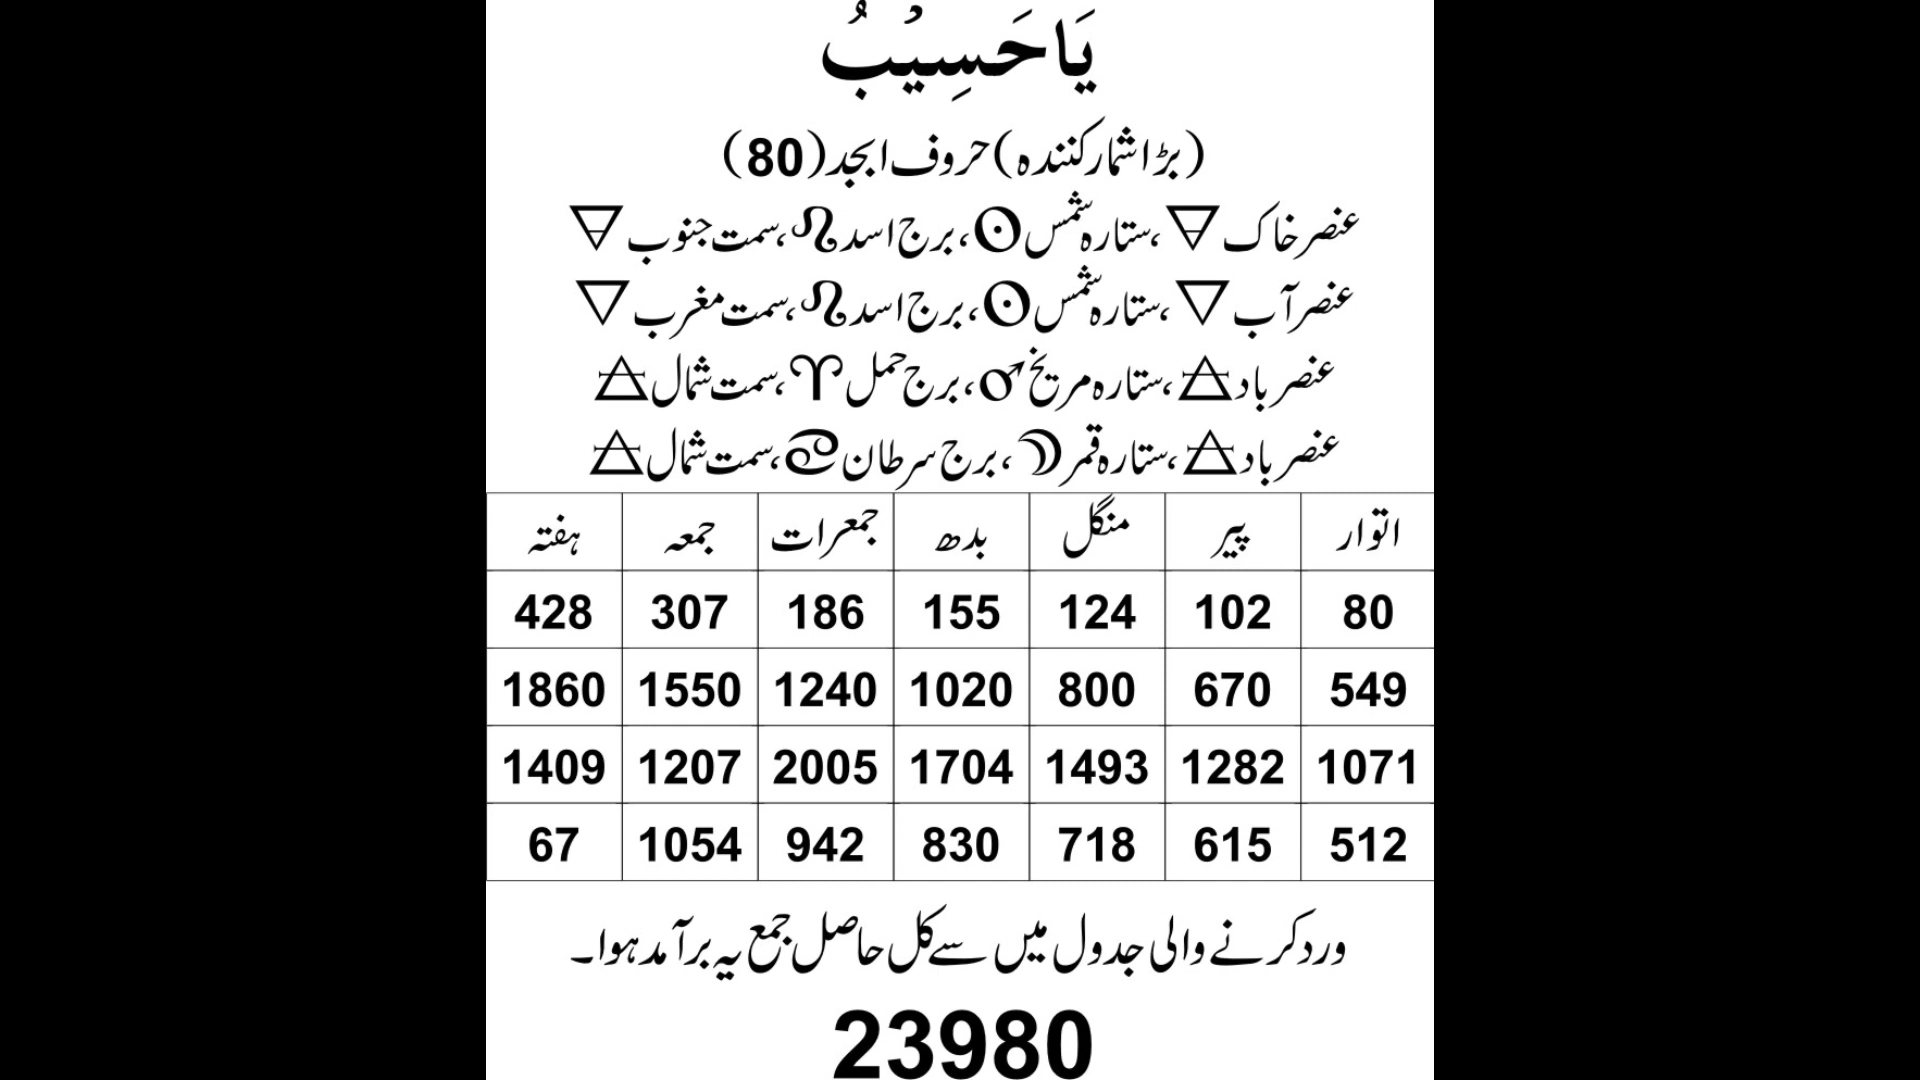 يَا حَسِيْبُ
(بڑا شمار کنندہ) حروف ابجد (80)
عنصر خاک 🜃، ستارہ شمس ☉، برج اسد ♌، سمت جنوب 🜃
عنصر آب 🜄، ستارہ شمس ☉، برج اسد ♌، سمت مغرب 🜄
عنصر باد 🜁، ستارہ مریخ ♂، برج حمل ♈، سمت شمال 🜁
عنصر باد 🜁، ستارہ قمر ☽، برج سرطان ♋، سمت شمال 🜁
اتوار پیر منگل بدھ جمعرات جمعہ ہفتہ
80 102 124 155 186 307 428
549 670 800 1020 1240 1550 1860
1071 1282 1493 1704 2005 1207 1409
512 615 718 830 942 1054 67
ورد کرنے والی جدول میں سے کل حاصل جمع یہ برآمد ہوا۔
23980